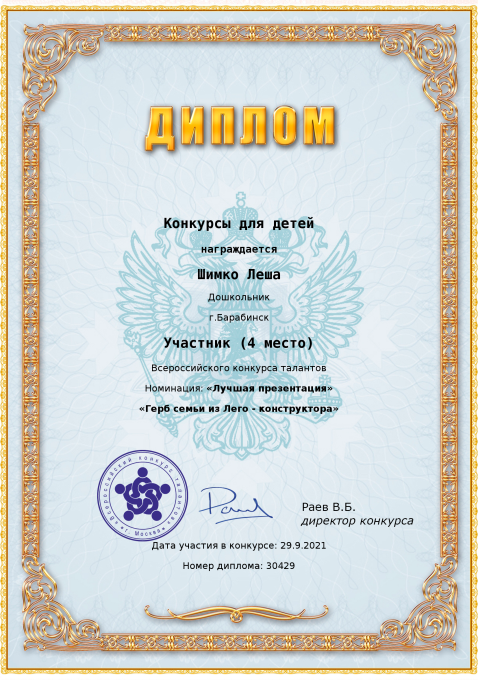 ДИПЛОМ
Конкурсы для детей
награждается
Шимко Леша
Дошкольник
г.Барабинск
Участник (4 место)
Всероссийского конкурса талантов
Номинация: «Лучшая презентация»
«Герб семьи из Лего - конструктора»
«Всероссийский конкурс талантов»
г. Москва
Раев В.Б.
директор конкурса
Дата участия в конкурсе: 29.9.2021
Номер диплома: 30429